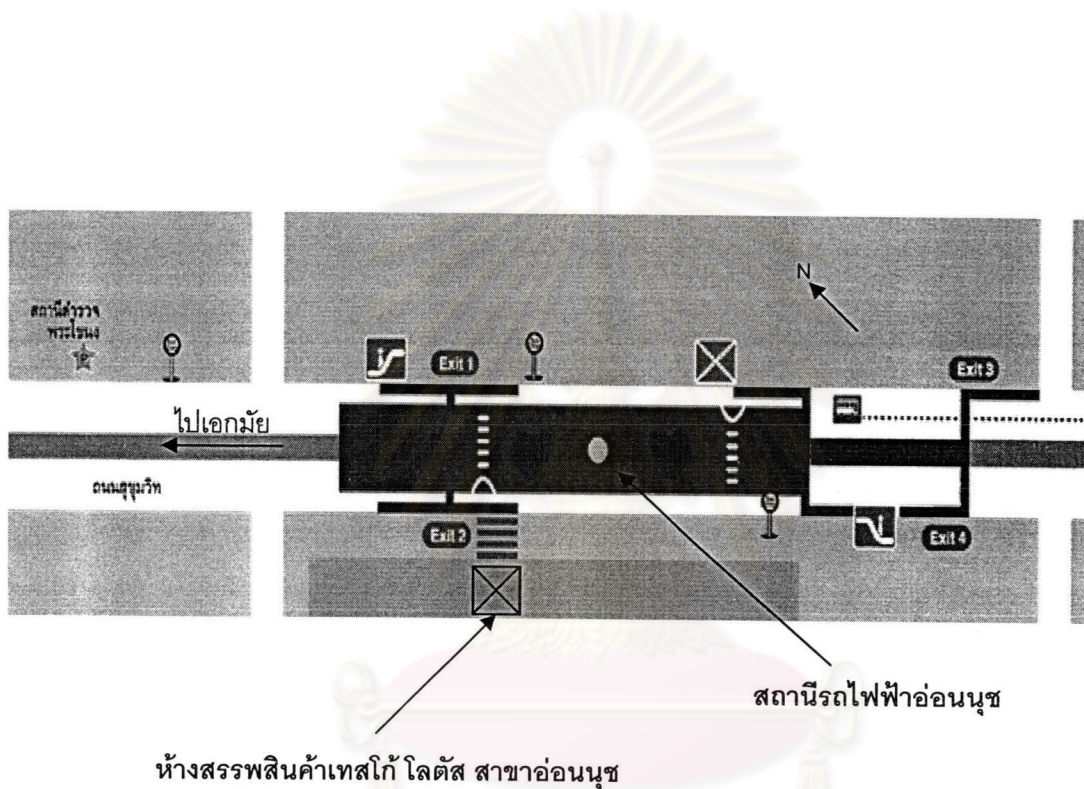 N
สถานีตำรวจ
พระโขนง
Exit 1
Exit 3
ไปเอกมัย
ถนนสุขุมวิท
Exit 2
Exit 4
สถานีรถไฟฟ้าอ่อนนุช
ห้างสรรพสินค้าเทสโก้ โลตัส สาขาอ่อนนุช